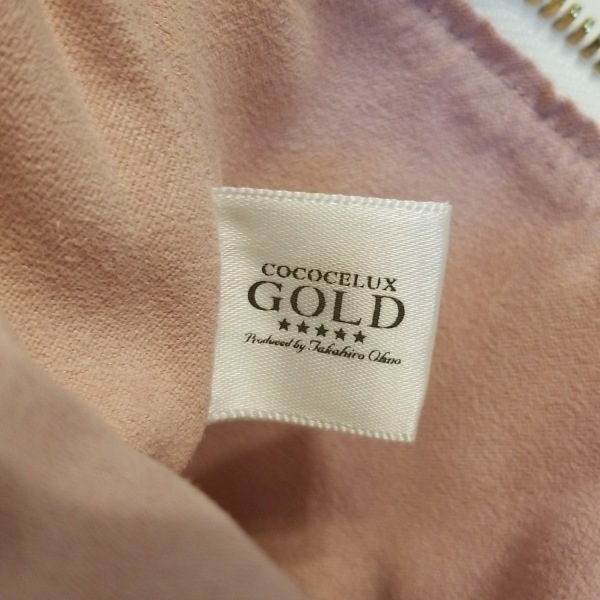 COCOCELUX
GOLD
★★★★★
Produced by Takahiro Ohno